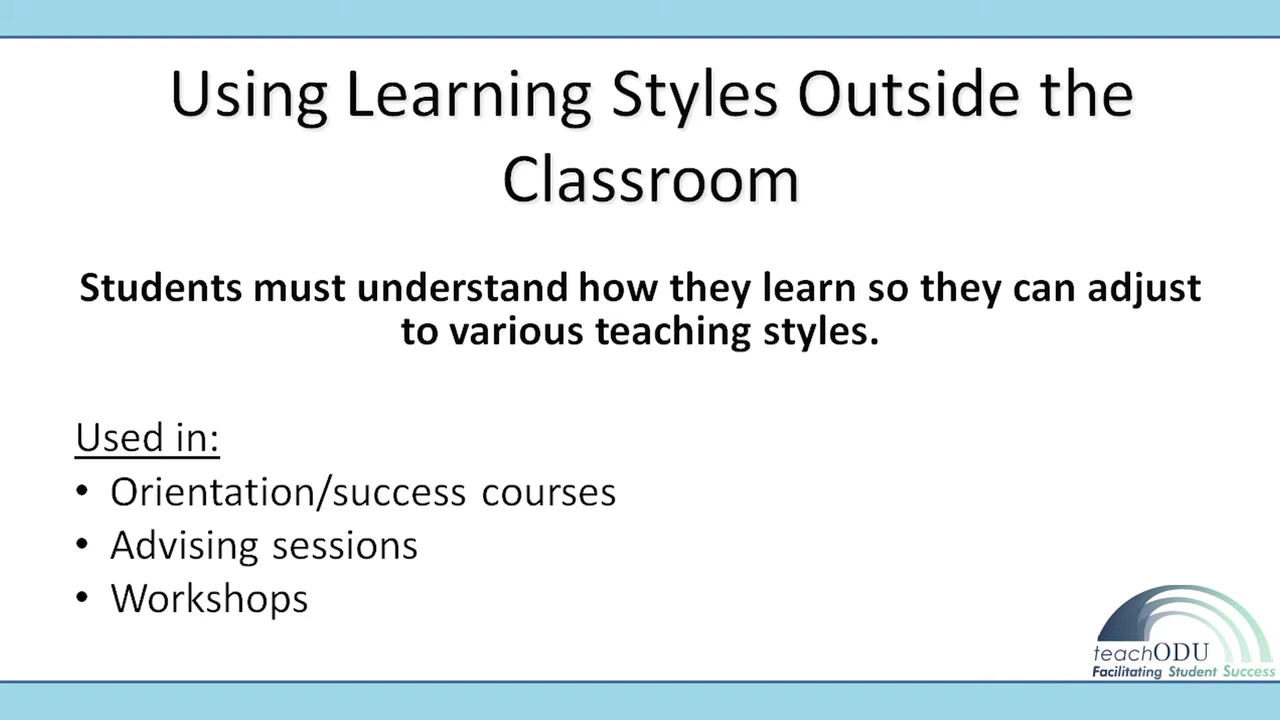 Using Learning Styles Outside the
Classroom
Students must understand how they learn so they can adjust
to various teaching styles.
Used in:
• Orientation/success courses
• Advising sessions
• Workshops
teachODU
Facilitating Student Success